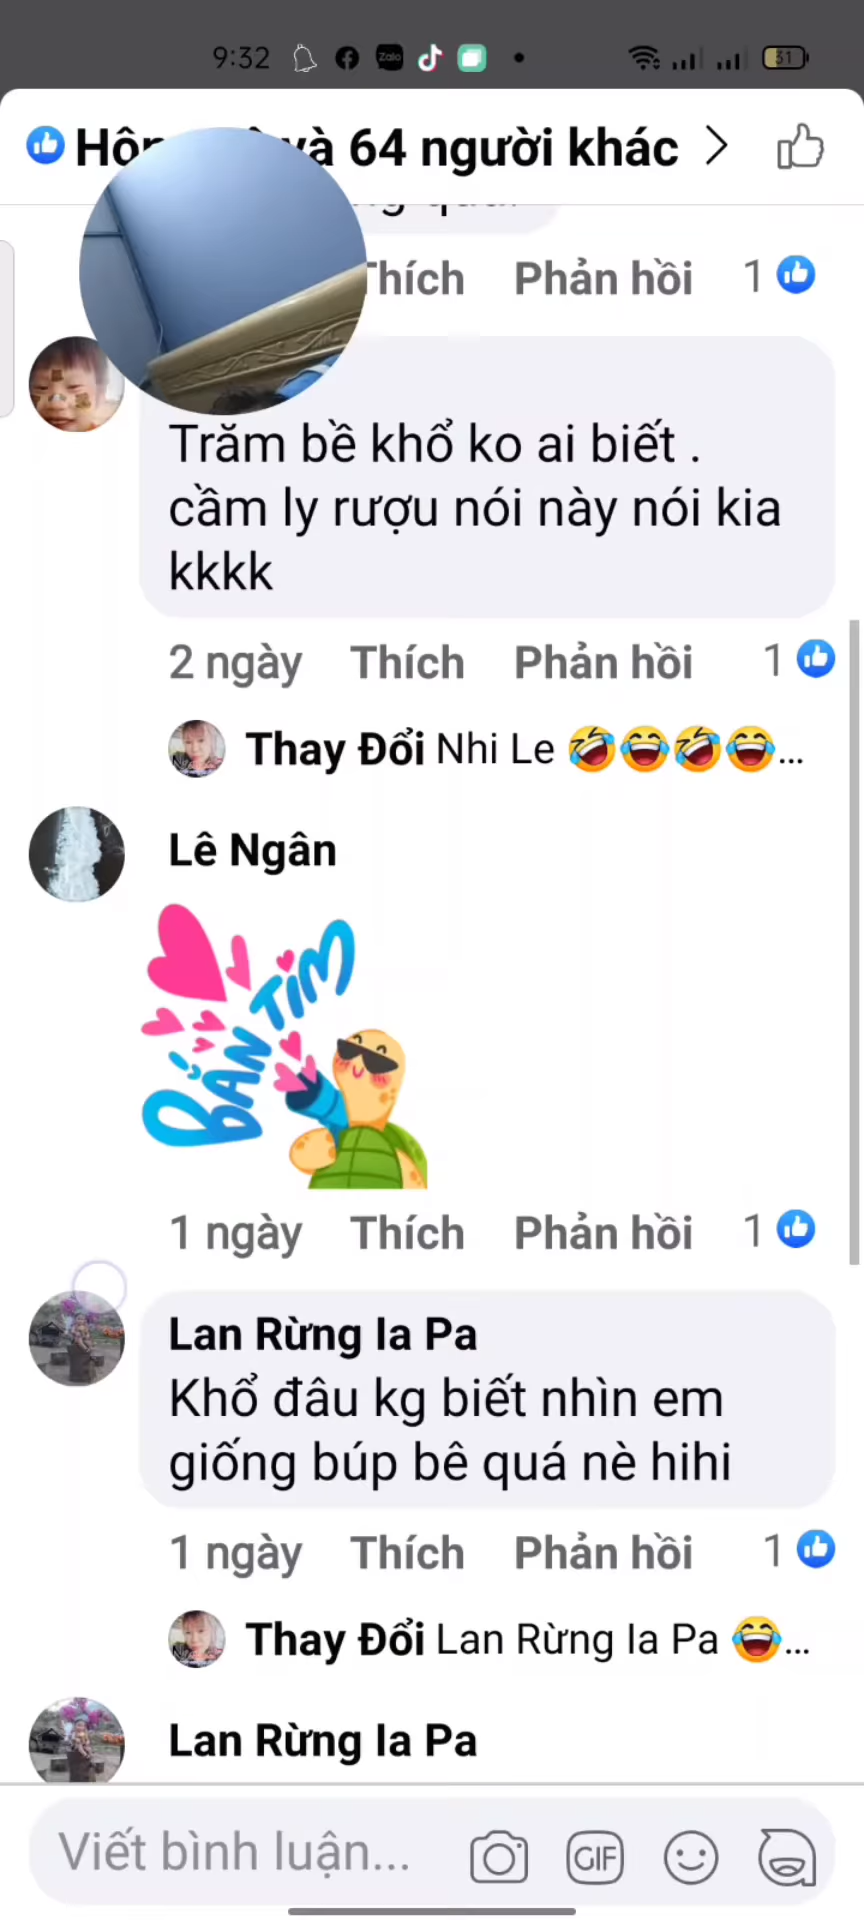 9:32
Zalo
31
và 64 người khác
Thích Phản hồi 1
Trăm bề khổ ko ai biết .
cầm ly rượu nói này nói kia
kkkk
2 ngày Thích Phản hồi 1
Thay Đổi Nhi Le 🤣😂🤣😂...
Lê Ngân
BẮN TIM
1 ngày Thích Phản hồi 1
Lan Rừng Ia Pa
Khổ đâu kg biết nhìn em
giống búp bê quá nè hihi
1 ngày Thích Phản hồi 1
Thay Đổi Lan Rừng Ia Pa 😂...
Lan Rừng Ia Pa
Viết bình luận...
GIF